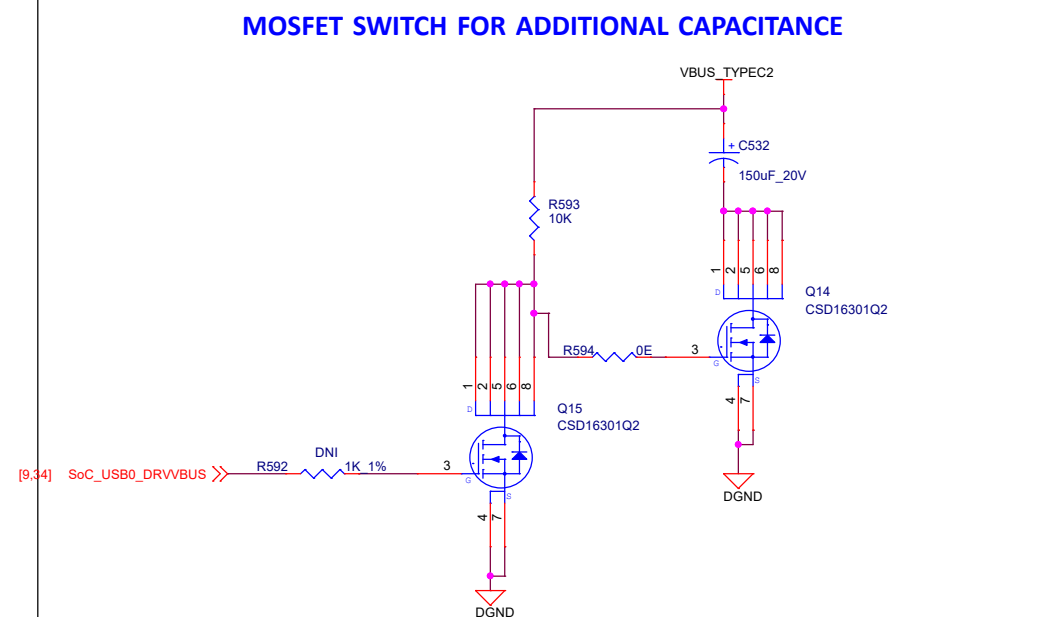 MOSFET SWITCH FOR ADDITIONAL CAPACITANCE
VBUS_TYPEC2
+ C532
150uF_20V
R593
10K
1 2 5 6 8
D
Q14
CSD16301Q2
R594 0E 3
G
S
4 7
DGND
1 2 5 6 8
D
Q15
CSD16301Q2
DNI
[9,34] SoC_USB0_DRVVBUS R592 1K_1% 3
G
S
4 7
DGND